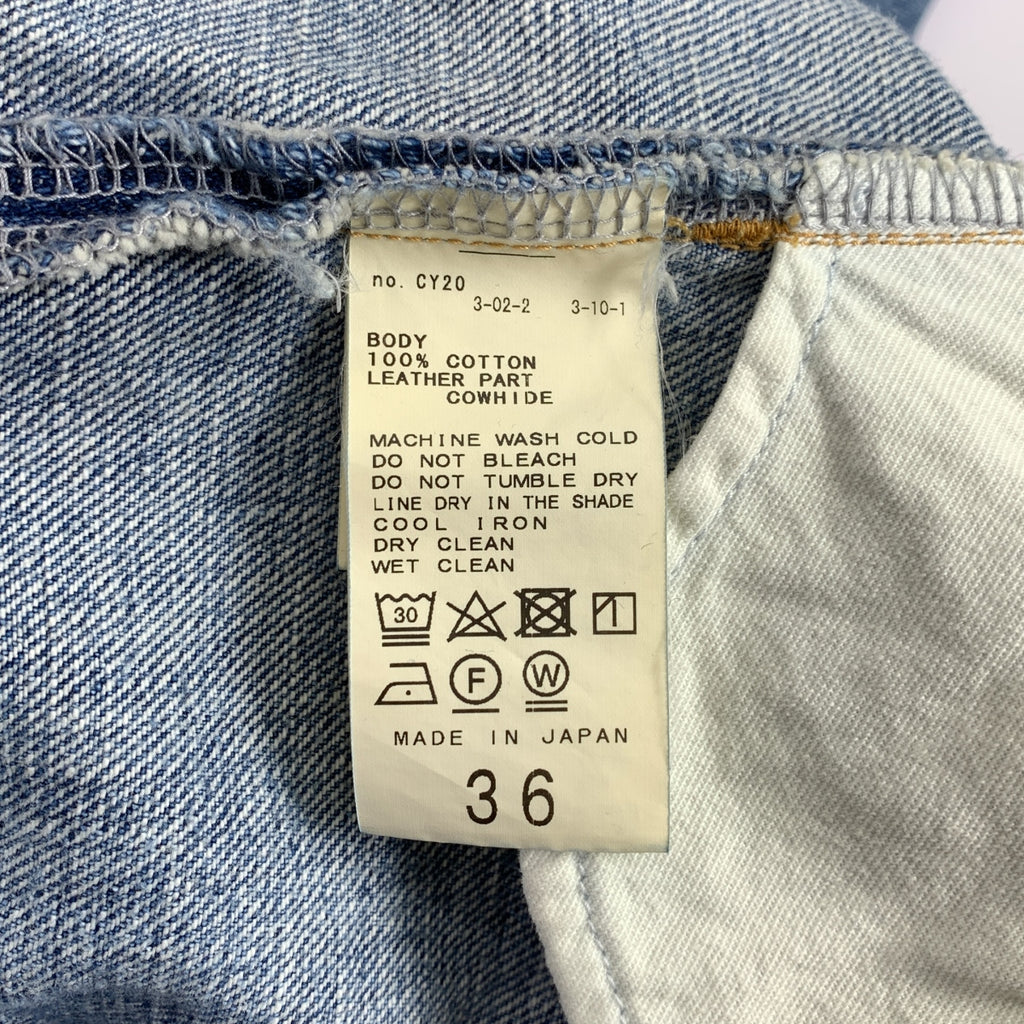 no. CY20
3-02-2 3-10-1
BODY
100% COTTON
LEATHER PART
COWHIDE
MACHINE WASH COLD
DO NOT BLEACH
DO NOT TUMBLE DRY
LINE DRY IN THE SHADE
COOL IRON
DRY CLEAN
WET CLEAN
30
F W
MADE IN JAPAN
36